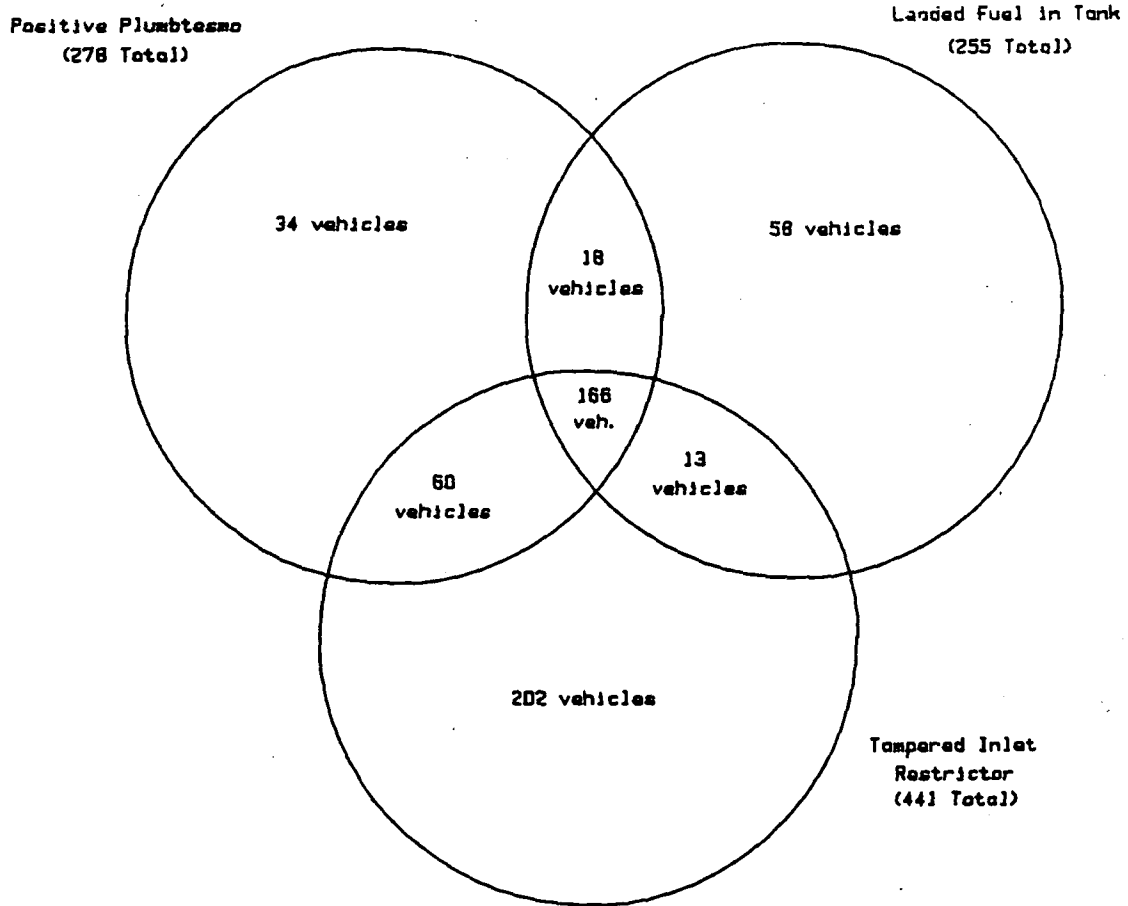 Positive Plumbtesmo
(278 Total)
Leaded Fuel in Tank
(255 Total)
34 vehicles
58 vehicles
18
vehicles
166
veh.
60
vehicles
13
vehicles
202 vehicles
Tampered Inlet
Restrictor
(441 Total)